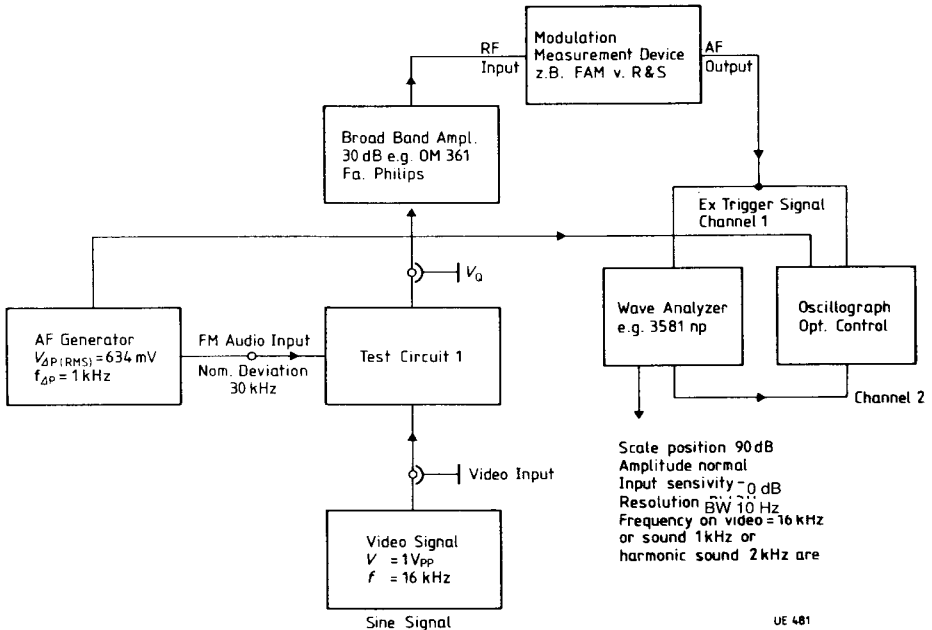 Modulation
Measurement Device
z.B. FAM v. R&S
RF
Input
AF
Output
Broad Band Ampl.
30 dB e.g. OM 361
Fa. Philips
Ex Trigger Signal
Channel 1
VQ
AF Generator
VΔP(RMS) = 634 mV
fΔP = 1 kHz
FM Audio Input
Nom. Deviation
30 kHz
Test Circuit 1
Wave Analyzer
e.g. 3581 np
Oscillograph
Opt. Control
Channel 2
Video Input
Scale position 90 dB
Amplitude normal
Input sensivity - 0 dB
Resolution
BW 10 Hz
Frequency on video = 16 kHz
or sound 1 kHz or
harmonic sound 2 kHz are
Video Signal
V = 1 VPP
f = 16 kHz
Sine Signal
UE 481